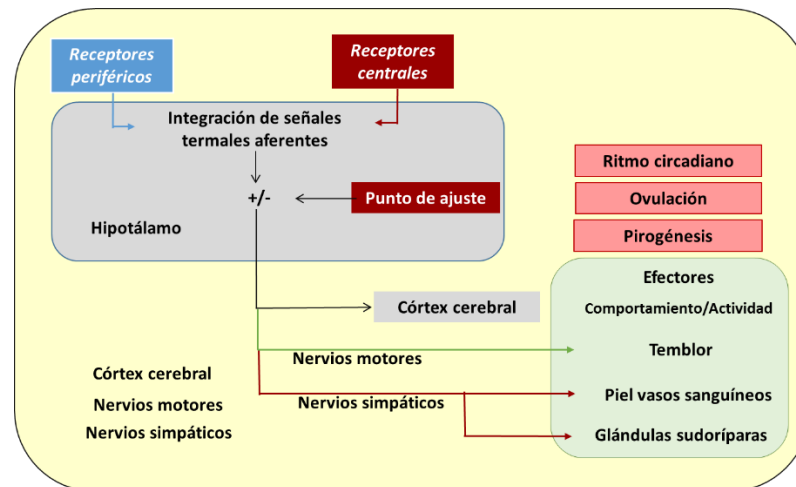 Receptores
periféricos
Receptores
centrales
Integración de señales
termales aferentes
+/-
Punto de ajuste
Hipotálamo
Ritmo circadiano
Ovulación
Pirogénesis
Efectores
Comportamiento/Actividad
Córtex cerebral
Nervios motores
Temblor
Córtex cerebral
Nervios motores
Nervios simpáticos
Nervios simpáticos
Piel vasos sanguíneos
Glándulas sudoríparas